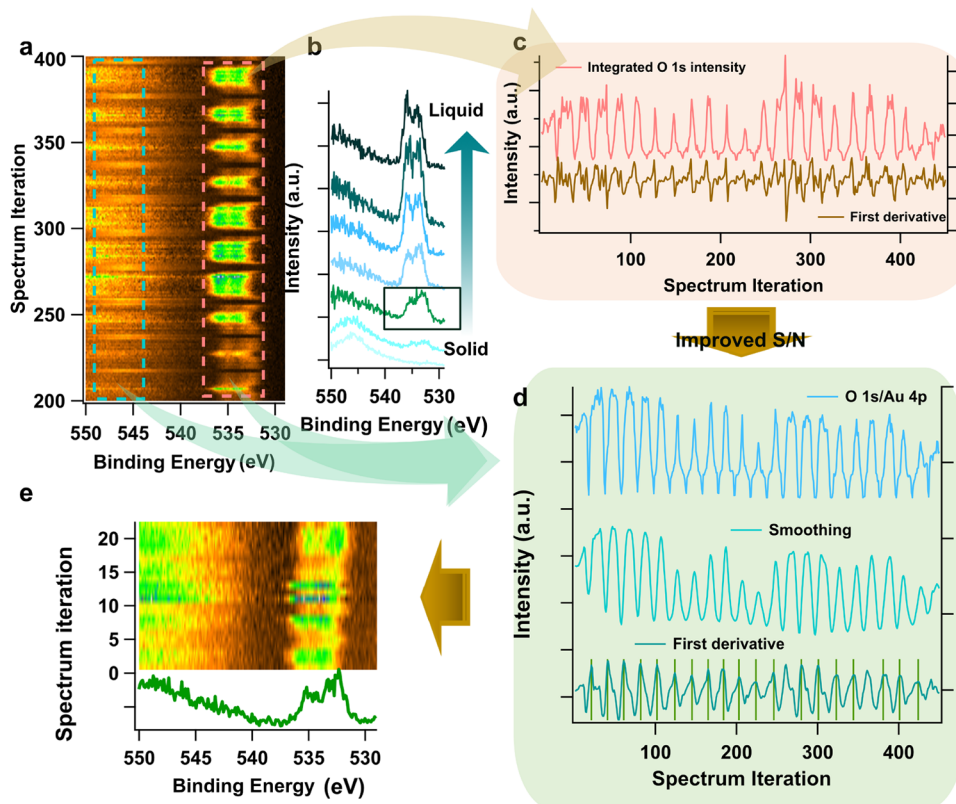 a
400
350
300
250
200
Spectrum Iteration
550 545 540 535 530
Binding Energy (eV)
b
Liquid
Solid
Intensity (a.u.)
550 540 530
Binding Energy (eV)
c
Integrated O 1s intensity
First derivative
Intensity (a.u.)
100 200 300 400
Spectrum Iteration
Improved S/N
d
O 1s/Au 4p
Smoothing
First derivative
Intensity (a.u.)
100 200 300 400
Spectrum Iteration
e
20
15
10
5
0
Spectrum iteration
550 545 540 535 530
Binding Energy (eV)